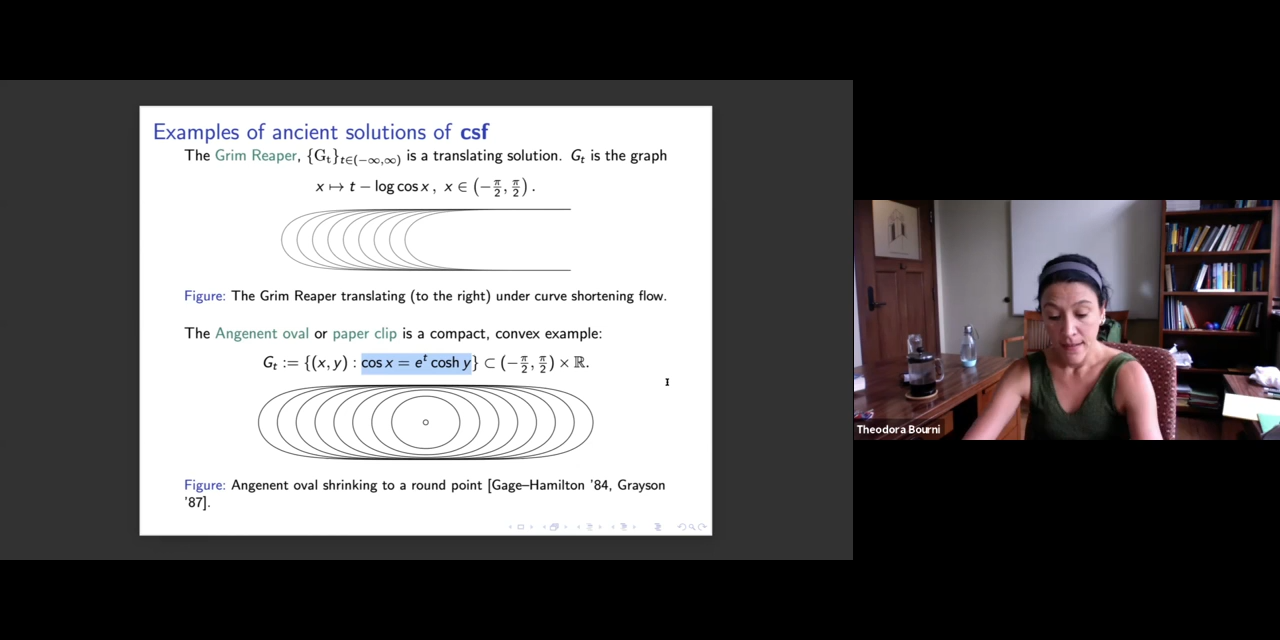 Examples of ancient solutions of csf
The Grim Reaper, {G_t}_{t∈(−∞,∞)} is a translating solution. G_t is the graph
x ↦ t − log cos x , x ∈ (−π/2, π/2) .
Figure: The Grim Reaper translating (to the right) under curve shortening flow.
The Angenent oval or paper clip is a compact, convex example:
G_t := {(x, y) : cos x = e^t cosh y} ⊂ (−π/2, π/2) × ℝ.
Figure: Angenent oval shrinking to a round point [Gage–Hamilton '84, Grayson
'87].
Theodora Bourni